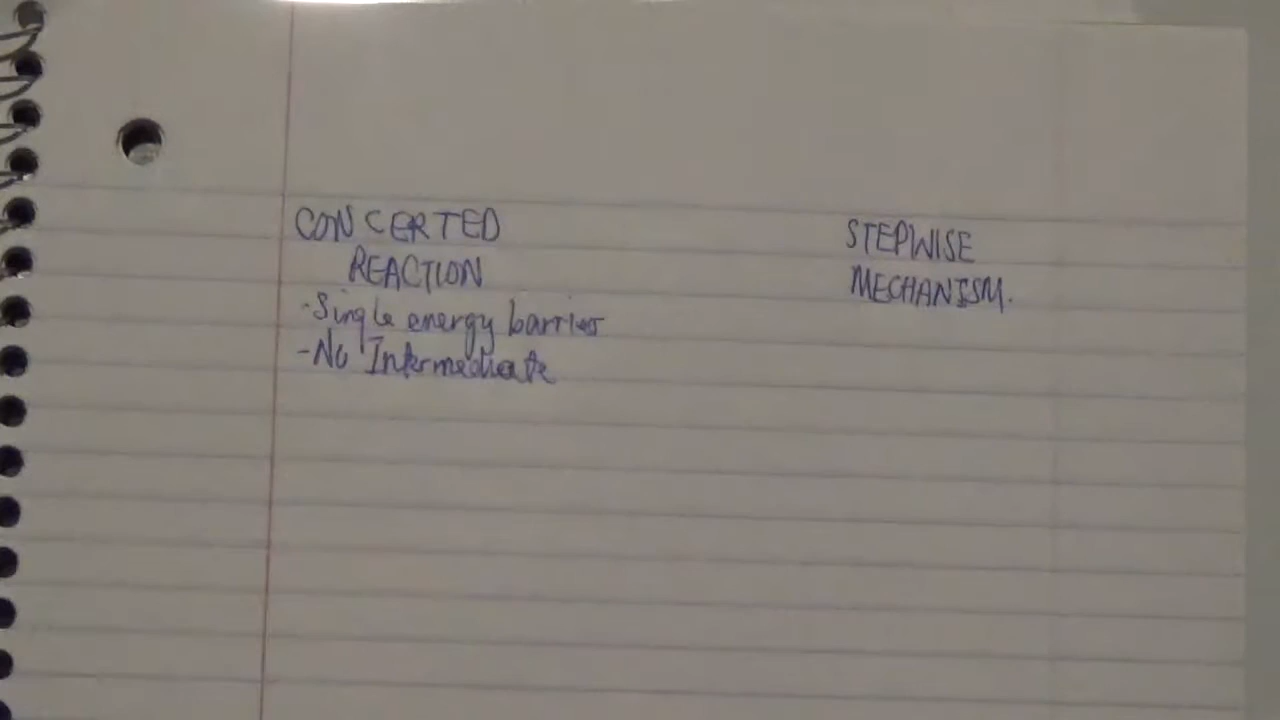 CONCERTED
REACTION
- Single energy barrier
- No Intermediate
STEPWISE
MECHANISM.